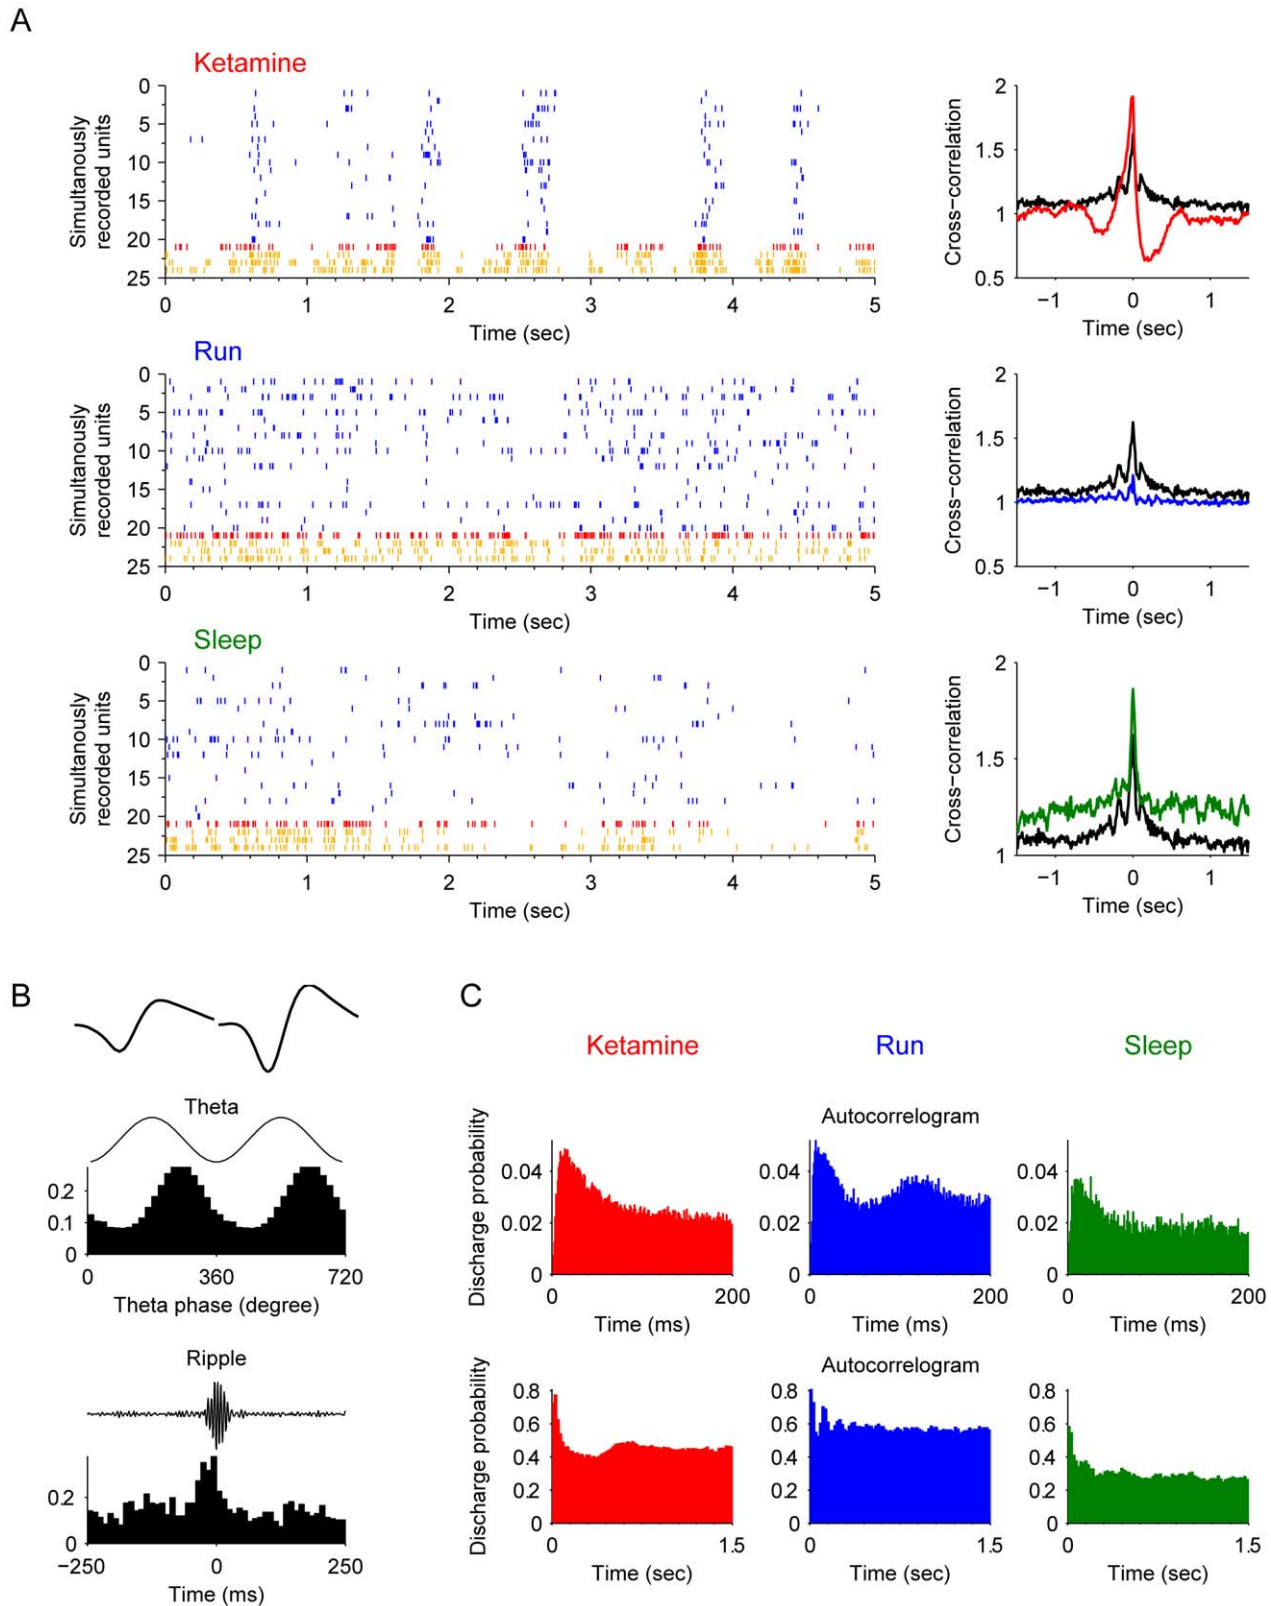 A
Ketamine
Simultanously
recorded units
0
5
10
15
20
25
0 1 2 3 4 5
Time (sec)
Cross−correlation
2
1.5
1
0.5
−1 0 1
Time (sec)
Run
Simultanously
recorded units
0
5
10
15
20
25
0 1 2 3 4 5
Time (sec)
Cross−correlation
2
1.5
1
0.5
−1 0 1
Time (sec)
Sleep
Simultanously
recorded units
0
5
10
15
20
25
0 1 2 3 4 5
Time (sec)
Cross−correlation
2
1.5
1
−1 0 1
Time (sec)
B
Theta
0.2
0.1
0
0 360 720
Theta phase (degree)
Ripple
0.2
0
−250 0 250
Time (ms)
C
Ketamine Run Sleep
Autocorrelogram
Discharge probability
0.04 0.04 0.04
0.02 0.02 0.02
0 0 0
0 200 0 200 0 200
Time (ms) Time (ms) Time (ms)
Autocorrelogram
Discharge probability
0.8 0.8 0.8
0.6 0.6 0.6
0.4 0.4 0.4
0.2 0.2 0.2
0 0 0
0 1.5 0 1.5 0 1.5
Time (sec) Time (sec) Time (sec)